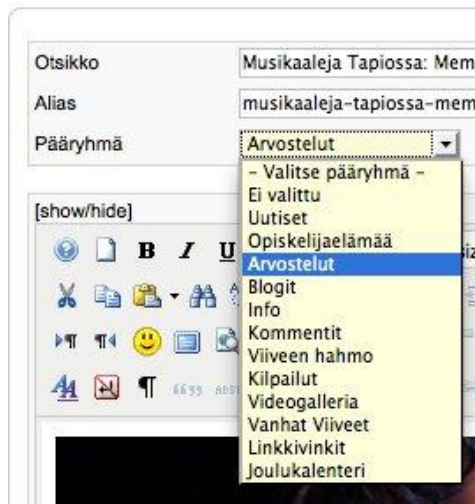 Otsikko
Musikaaleja Tapiossa: Mem
Alias
musikaaleja-tapiossa-mem
Pääryhmä
Arvostelut
– Valitse pääryhmä –
Ei valittu
Uutiset
Opiskelijaelämää
Arvostelut
Blogit
Info
Kommentit
Viiveen hahmo
Kilpailut
Videogalleria
Vanhat Viiveet
Linkkivinkit
Joulukalenteri
[show/hide]
B I U